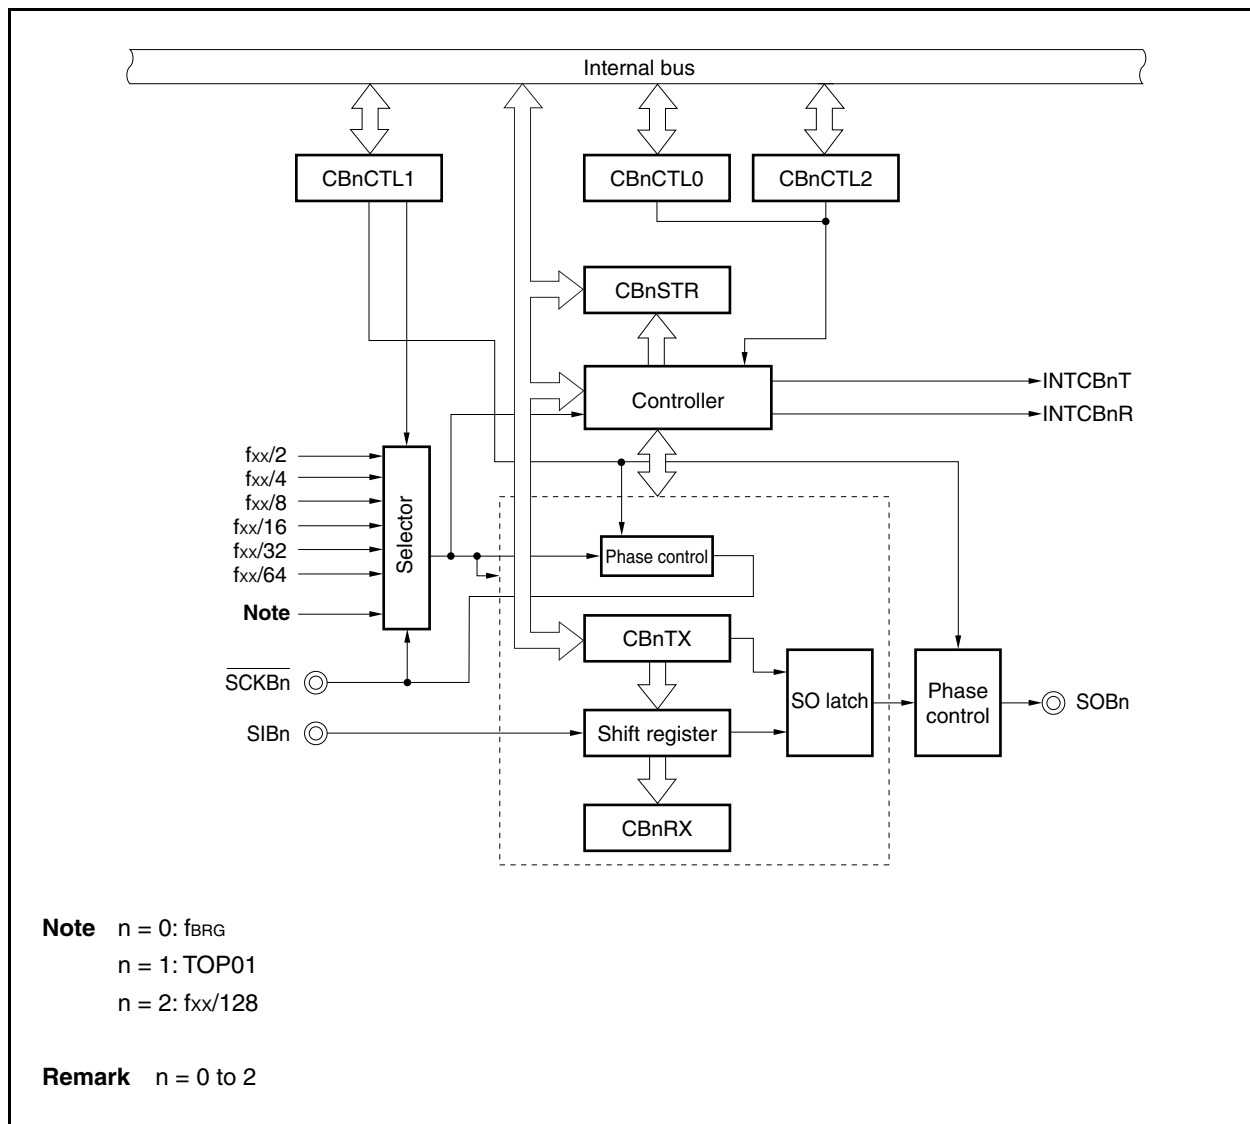 Internal bus
CBnCTL1
CBnCTL0
CBnCTL2
CBnSTR
Controller
INTCBnT
INTCBnR
fxx/2
fxx/4
fxx/8
fxx/16
fxx/32
fxx/64
Note
Selector
Phase control
SCKBn
SIBn
CBnTX
Shift register
CBnRX
SO latch
Phase
control
SOBn
Note n = 0: fBRG
n = 1: TOP01
n = 2: fxx/128
Remark n = 0 to 2